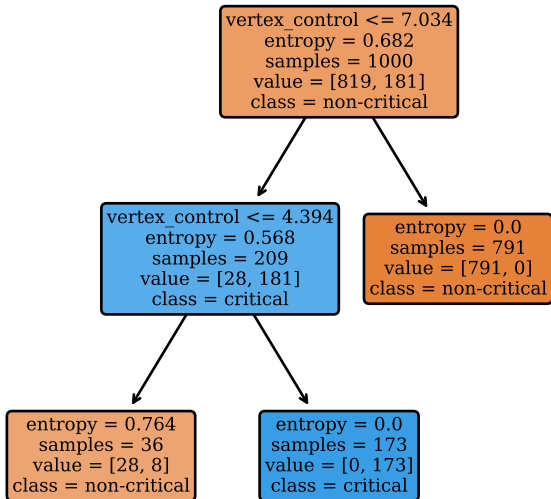 vertex_control <= 7.034
entropy = 0.682
samples = 1000
value = [819, 181]
class = non-critical
vertex_control <= 4.394
entropy = 0.568
samples = 209
value = [28, 181]
class = critical
entropy = 0.0
samples = 791
value = [791, 0]
class = non-critical
entropy = 0.764
samples = 36
value = [28, 8]
class = non-critical
entropy = 0.0
samples = 173
value = [0, 173]
class = critical